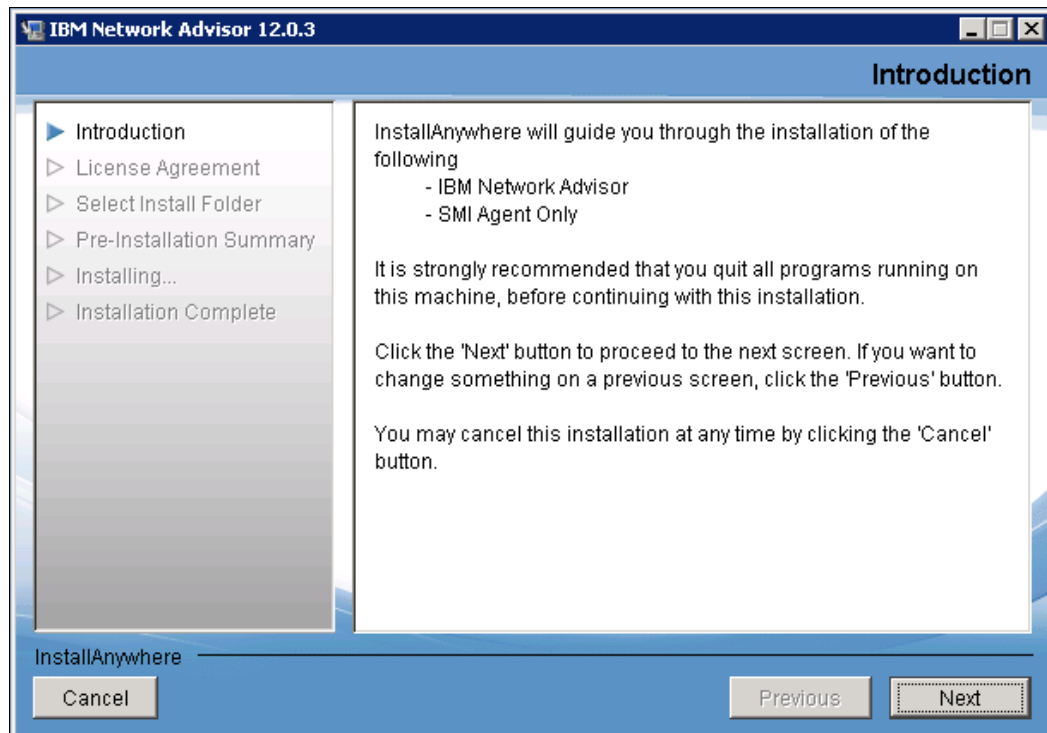 IBM Network Advisor 12.0.3
Introduction
Introduction
License Agreement
Select Install Folder
Pre-Installation Summary
Installing...
Installation Complete
InstallAnywhere will guide you through the installation of the
following
- IBM Network Advisor
- SMI Agent Only
It is strongly recommended that you quit all programs running on
this machine, before continuing with this installation.
Click the 'Next' button to proceed to the next screen. If you want to
change something on a previous screen, click the 'Previous' button.
You may cancel this installation at any time by clicking the 'Cancel'
button.
InstallAnywhere
Cancel
Previous
Next